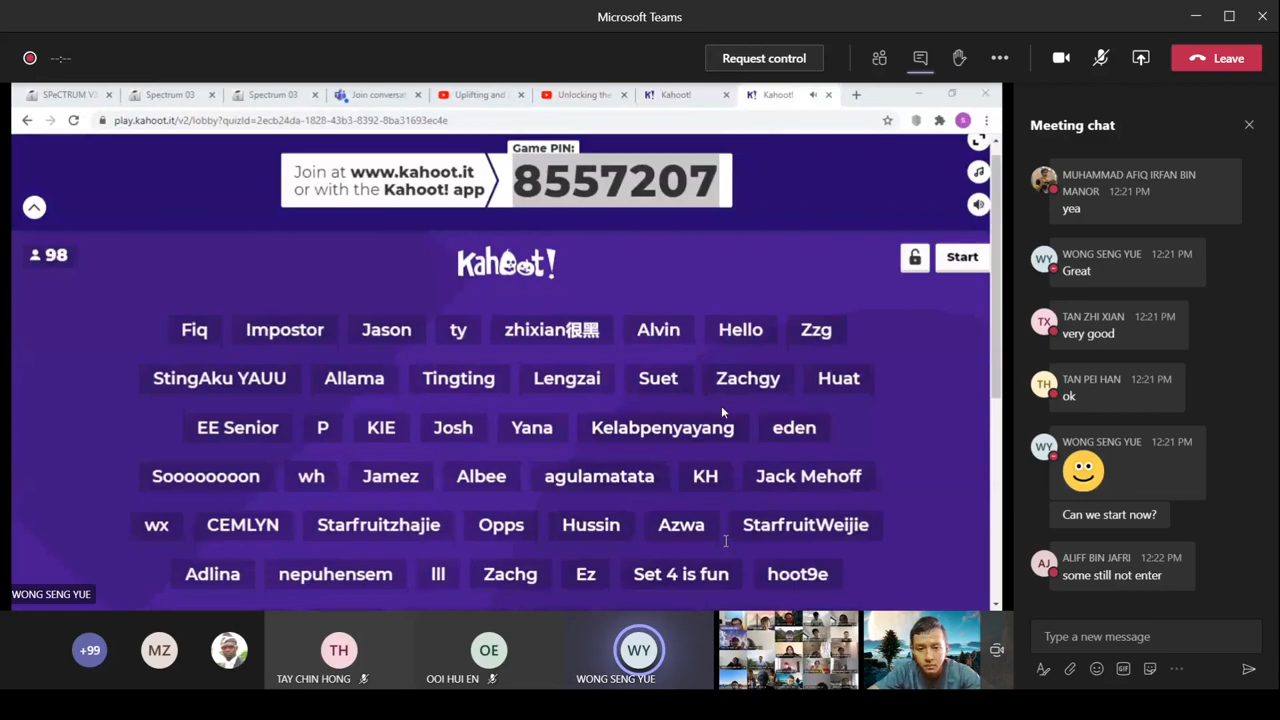 Microsoft Teams
--:--
Request control
Leave
SPeCTRUM V2
Spectrum 03
Spectrum 03
Join conversat
Uplifting and
Unlocking the
Kahoot!
Kahoot!
play.kahoot.it/v2/lobby?quizId=2ecb24da-1828-43b3-8392-8ba31693ec4e
Join at www.kahoot.it
or with the Kahoot! app
Game PIN:
8557207
98
Kahoot!
Start
Fiq Impostor Jason ty zhixian很黑 Alvin Hello Zzg
StingAku YAUU Allama Tingting Lengzai Suet Zachgy Huat
EE Senior P KIE Josh Yana Kelabpenyayang eden
Sooooooooon wh Jamez Albee agulamatata KH Jack Mehoff
wx CEMLYN Starfruitzhajie Opps Hussin Azwa StarfruitWeijie
Adlina nepuhensem lll Zachg Ez Set 4 is fun hoot9e
WONG SENG YUE
+99
MZ
TH
TAY CHIN HONG
OE
OOI HUI EN
WY
WONG SENG YUE
Meeting chat
MUHAMMAD AFIQ IRFAN BIN
MANOR 12:21 PM
yea
WY
WONG SENG YUE 12:21 PM
Great
TX
TAN ZHI XIAN 12:21 PM
very good
TH
TAN PEI HAN 12:21 PM
ok
WY
WONG SENG YUE 12:21 PM
Can we start now?
AJ
ALIFF BIN JAFRI 12:22 PM
some still not enter
Type a new message
GIF